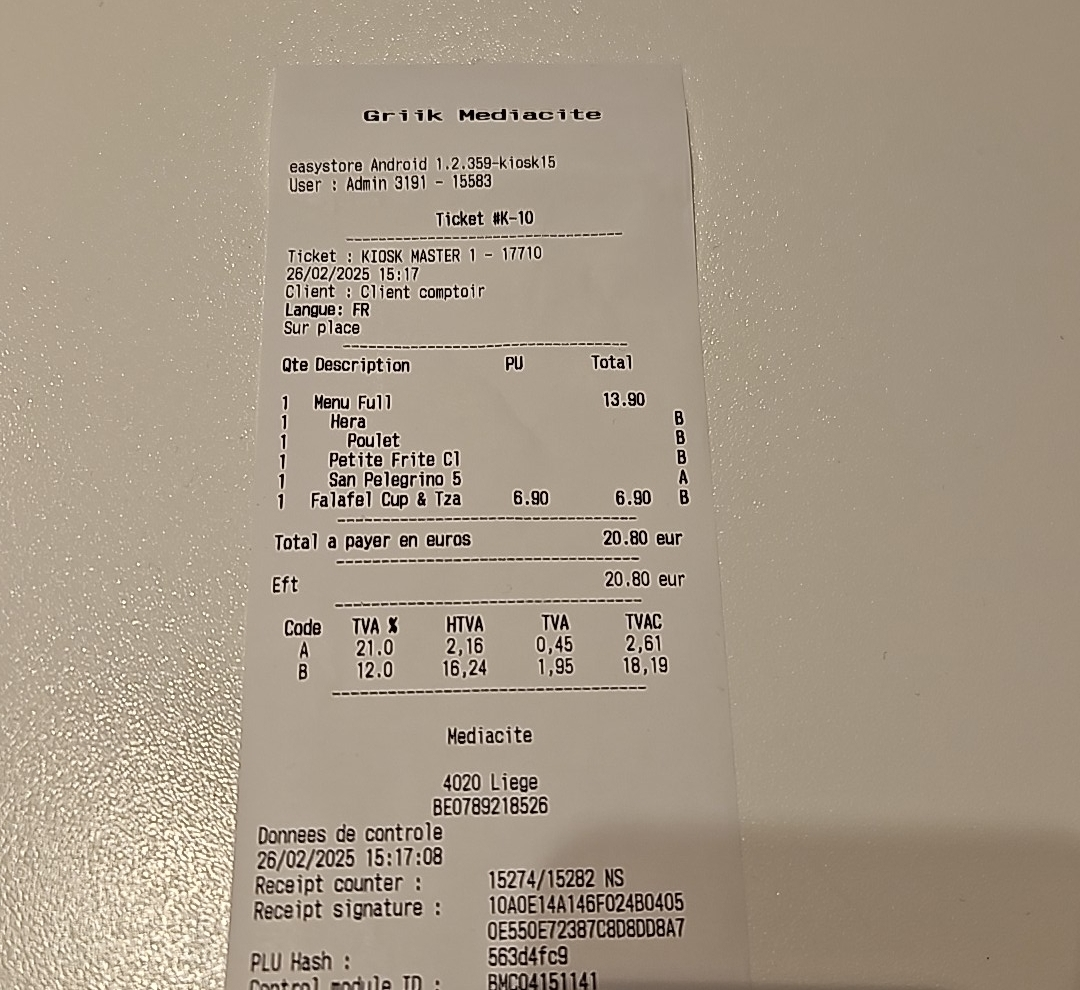 Griik Mediacite
easystore Android 1.2.359-kiosk15
User : Admin 3191 - 15583
Ticket #K-10
Ticket : KIOSK MASTER 1 - 17710
26/02/2025 15:17
Client : Client comptoir
Langue: FR
Sur place
Qte Description PU Total
1 Menu Full 13.90
1 Hera B
1 Poulet B
1 Petite Frite Cl B
1 San Pelegrino 5 A
1 Falafel Cup & Tza 6.90 6.90 B
Total a payer en euros 20.80 eur
Eft 20.80 eur
Code TVA % HTVA TVA TVAC
A 21.0 2,16 0,45 2,61
B 12.0 16,24 1,95 18,19
Mediacite
4020 Liege
BE0789218526
Donnees de controle
26/02/2025 15:17:08
Receipt counter : 15274/15282 NS
Receipt signature : 10A0E14A146F024B0405
0E550E72387C8D8DD8A7
PLU Hash : 563d4fc9
Control module ID : BMC04151141